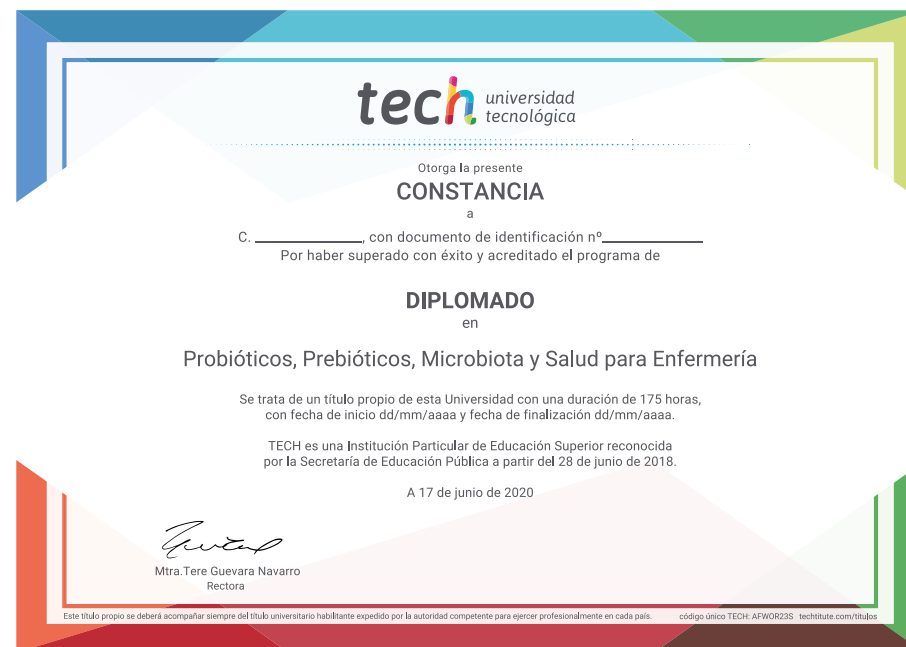 tech universidad
tecnológica
Otorga la presente
CONSTANCIA
a
C. ____________, con documento de identificación nº____________
Por haber superado con éxito y acreditado el programa de
DIPLOMADO
en
Probióticos, Prebióticos, Microbiota y Salud para Enfermería
Se trata de un título propio de esta Universidad con una duración de 175 horas,
con fecha de inicio dd/mm/aaaa y fecha de finalización dd/mm/aaaa.
TECH es una Institución Particular de Educación Superior reconocida
por la Secretaría de Educación Pública a partir del 28 de junio de 2018.
A 17 de junio de 2020
Mtra.Tere Guevara Navarro
Rectora
Este título propio se deberá acompañar siempre del título universitario habilitante expedido por la autoridad competente para ejercer profesionalmente en cada país. código único TECH: AFWOR23S techtitute.com/titulos